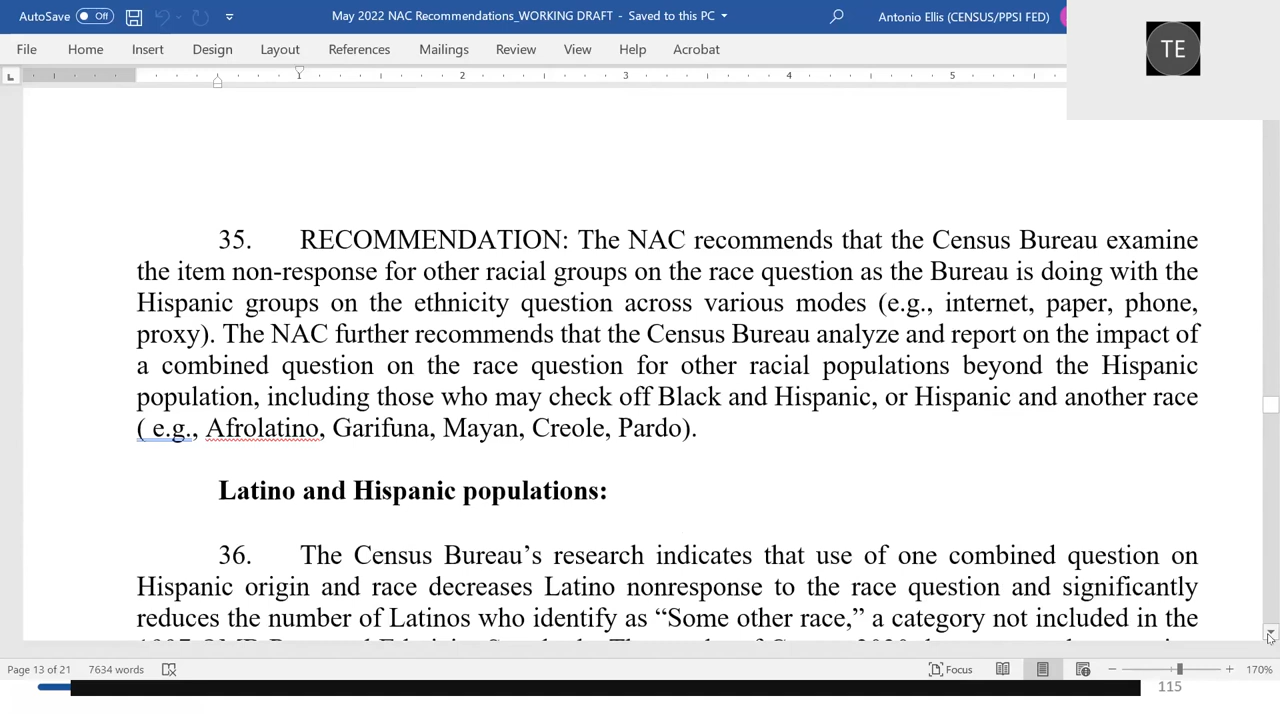 AutoSave Off May 2022 NAC Recommendations_WORKING DRAFT - Saved to this PC Antonio Ellis (CENSUS/PPSI FED)
TE
File Home Insert Design Layout References Mailings Review View Help Acrobat
1 2 3 4 5
35. RECOMMENDATION: The NAC recommends that the Census Bureau examine
the item non-response for other racial groups on the race question as the Bureau is doing with the
Hispanic groups on the ethnicity question across various modes (e.g., internet, paper, phone,
proxy). The NAC further recommends that the Census Bureau analyze and report on the impact of
a combined question on the race question for other racial populations beyond the Hispanic
population, including those who may check off Black and Hispanic, or Hispanic and another race
( e.g., Afrolatino, Garifuna, Mayan, Creole, Pardo).
Latino and Hispanic populations:
36. The Census Bureau’s research indicates that use of one combined question on
Hispanic origin and race decreases Latino nonresponse to the race question and significantly
reduces the number of Latinos who identify as “Some other race,” a category not included in the
Page 13 of 21 7634 words Focus 170%
115